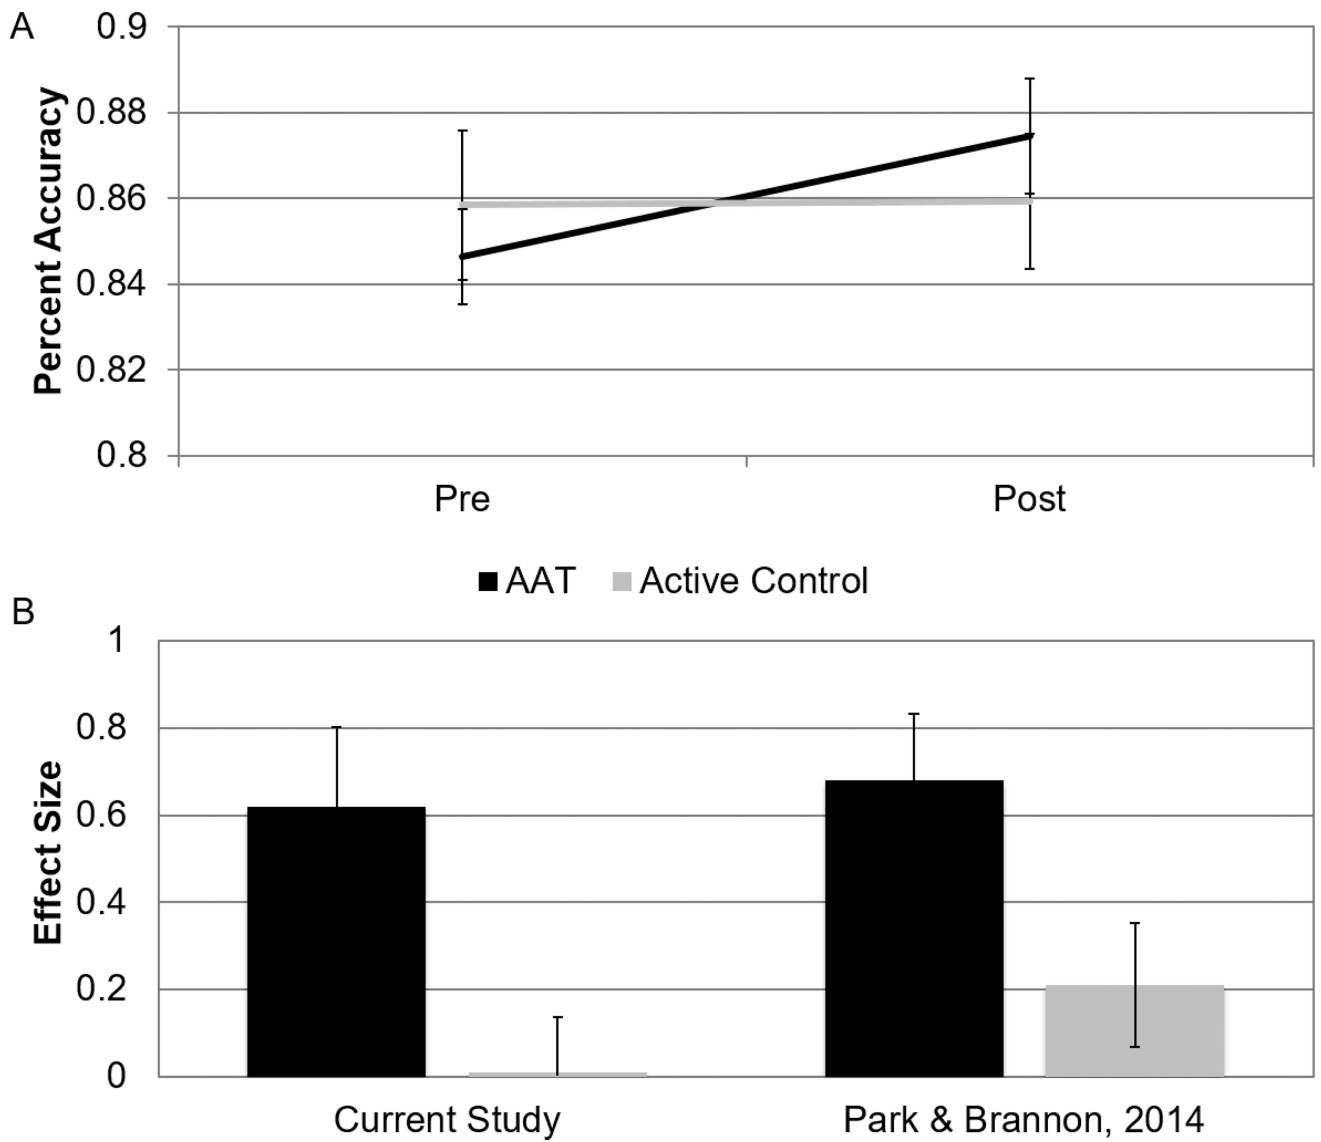 A
0.9
0.88
0.86
0.84
0.82
0.8
Percent Accuracy
Pre Post
AAT Active Control
B
1
0.8
0.6
0.4
0.2
0
Effect Size
Current Study Park & Brannon, 2014